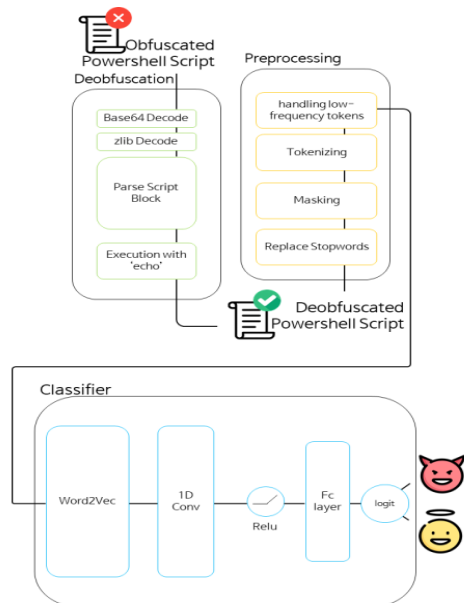 Obfuscated
Powershell Script
Deobfuscation
Base64 Decode
zlib Decode
Parse Script
Block
Execution with
'echo'
Preprocessing
handling low-
frequency tokens
Tokenizing
Masking
Replace Stopwords
Deobfuscated
Powershell Script
Classifier
Word2Vec
1D
Conv
Relu
Fc
layer
logit